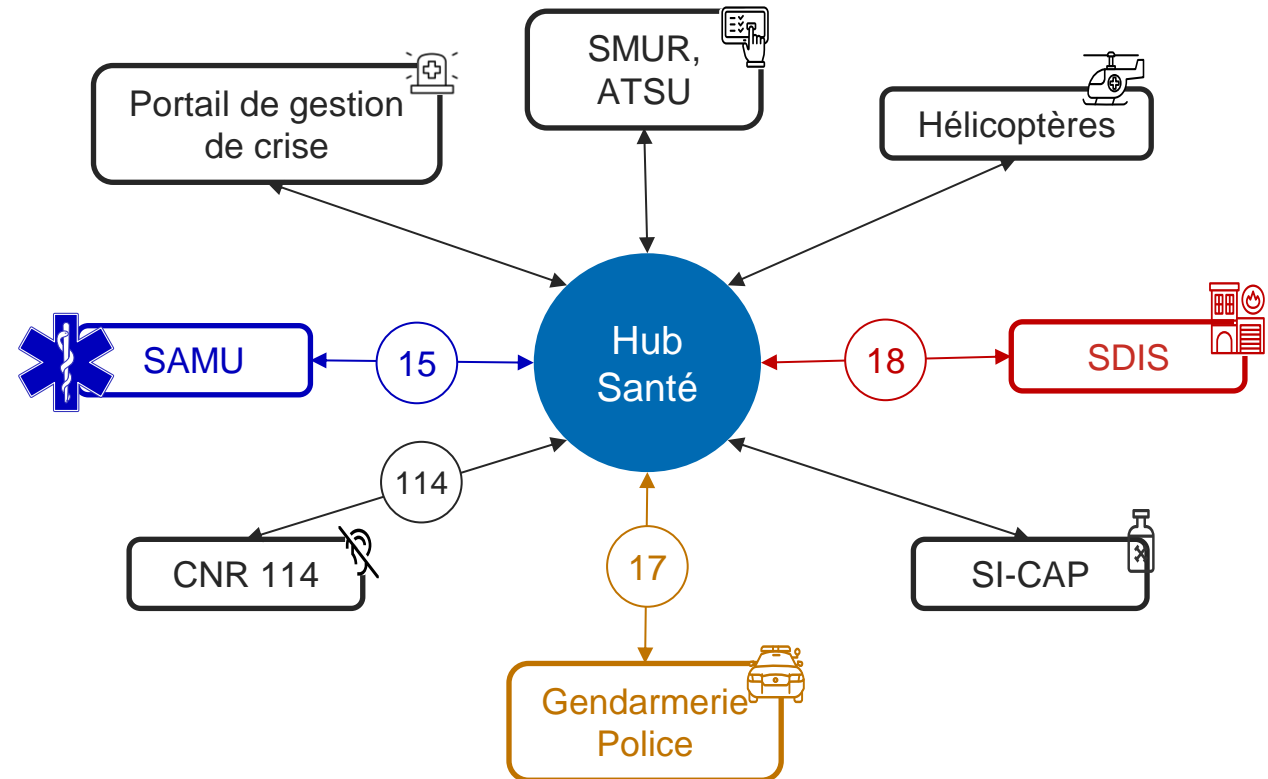 SMUR,
ATSU
Portail de gestion
de crise
Hélicoptères
Hub
Santé
SAMU
15
18
SDIS
114
CNR 114
17
SI-CAP
Gendarmerie
Police